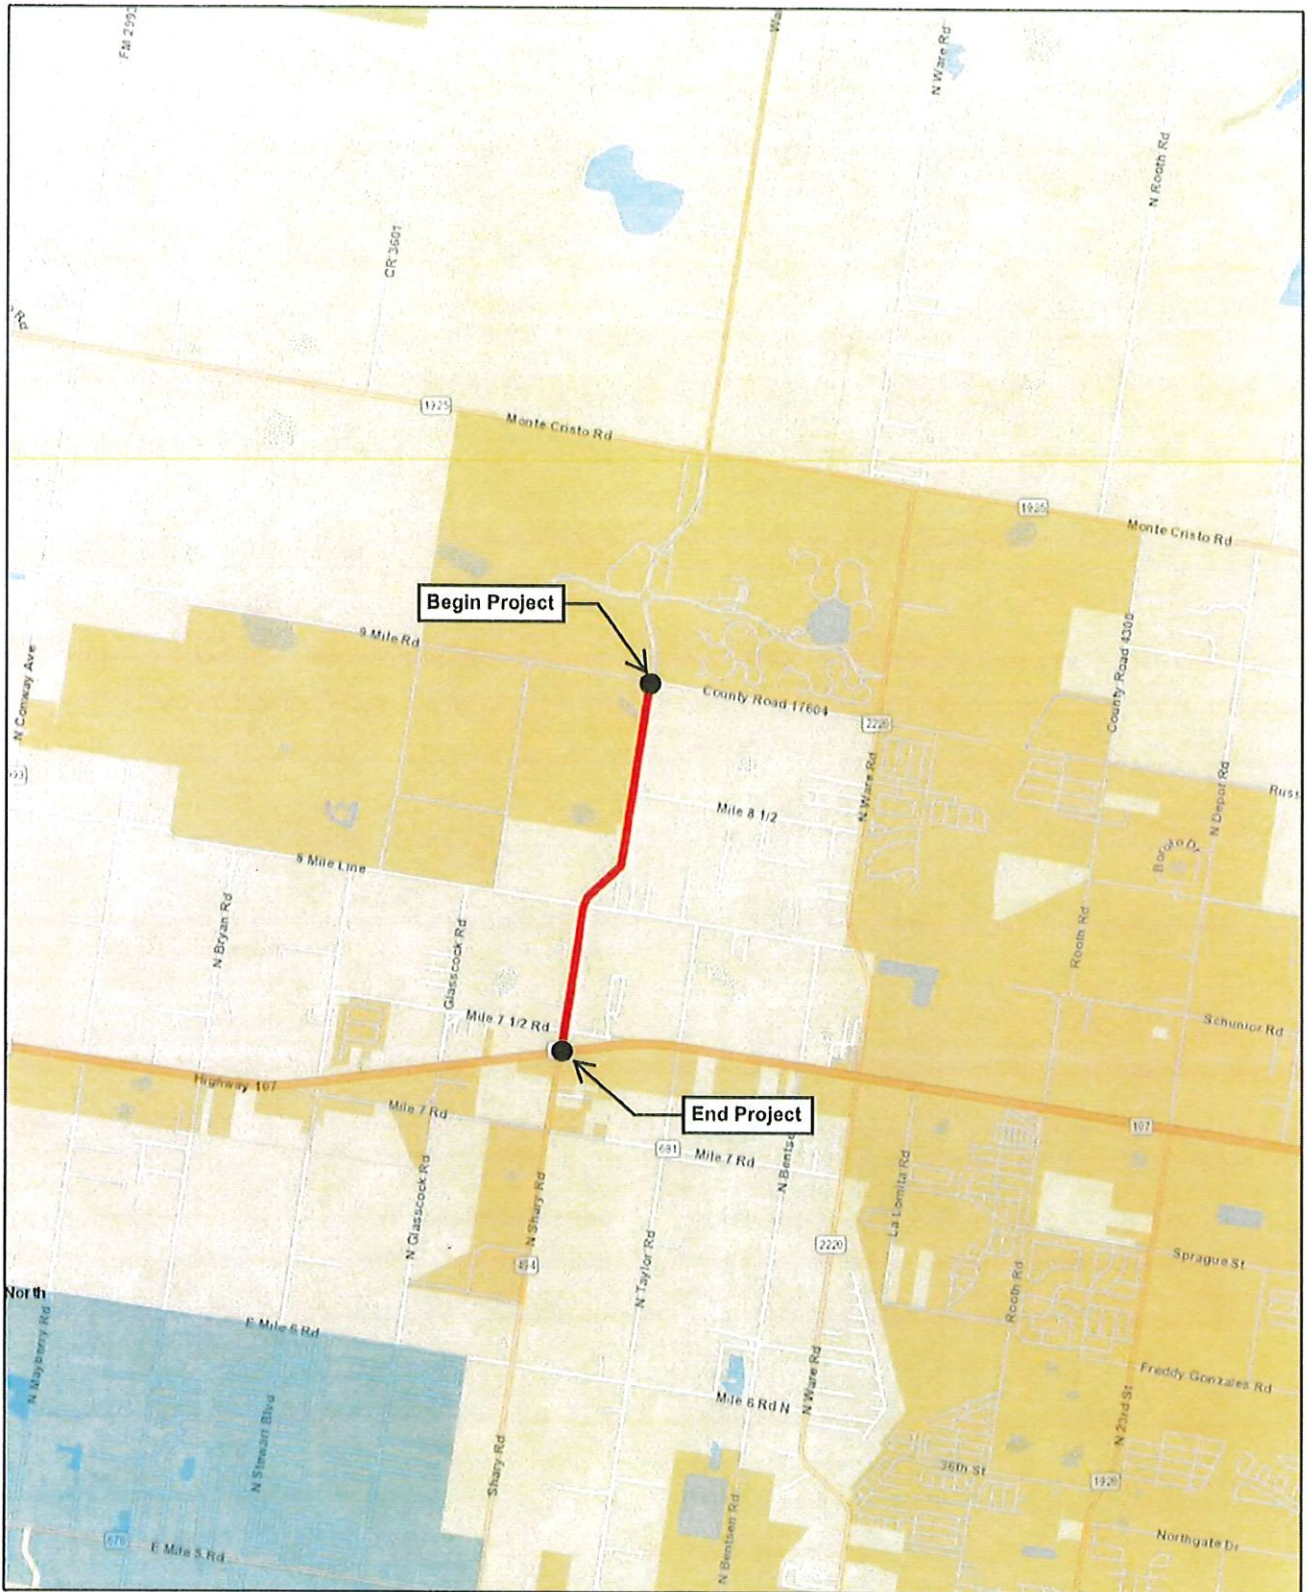 FM 2993
N Ware Rd
N Rooth Rd
CR 3601
1925
Monte Cristo Rd
1925
Monte Cristo Rd
Begin Project
9 Mile Rd
County Road 4300
N Conway Ave
County Road 17604
2220
N Ware Rd
Mile 8 1/2
N Depot Rd
Russ
8 Mile Line
Rooth Rd
N Bryan Rd
Glasscock Rd
Mile 7 1/2 Rd
Schunior Rd
Highway 107
Mile 7 Rd
End Project
107
681
Mile 7 Rd
N Bentse
La Lomita Rd
N Glasscock Rd
N Shary Rd
2220
494
N Taylor Rd
Sprague St
Rooth Rd
North
E Mile 6 Rd
N Mayberry Rd
N Ware Rd
Freddy Gonzales Rd
Mile 6 Rd N
N Stewart Blvd
N 23rd St
Shary Rd
36th St
1926
N Bentsen Rd
676
E Mile 5 Rd
Northgate Dr